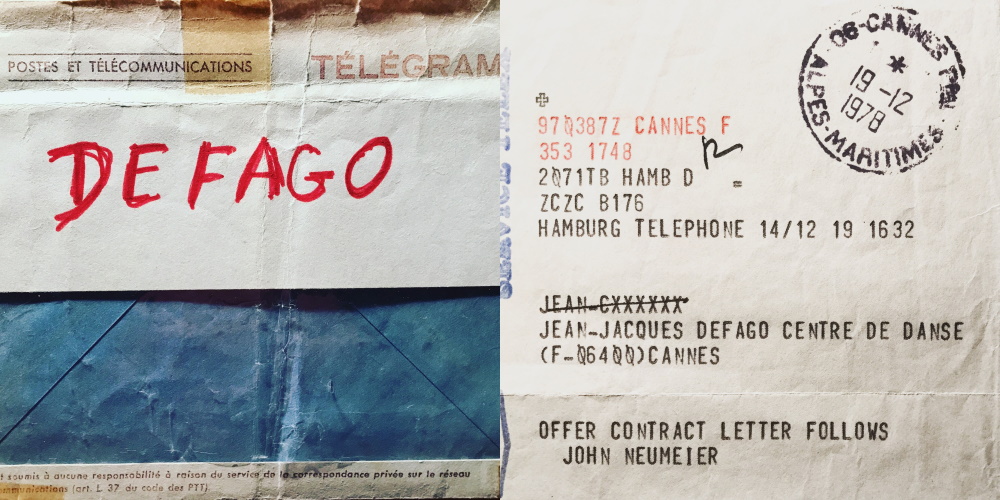 POSTES ET TÉLÉCOMMUNICATIONS
TÉLÉGRAM
DEFAGO
soumis à aucune responsabilité à raison du service de la correspondance privée sur le réseau
(art. L 37 du code des PTT)
06-CANNES
*
19-12
1978
ALPES-MARITIMES
970387Z CANNES F
353 1748
2071TB HAMB D =
ZCZC B176
HAMBURG TELEPHONE 14/12 19 1632
JEAN-CXXXXXX
JEAN-JACQUES DEFAGO CENTRE DE DANSE
(F-06400)CANNES
OFFER CONTRACT LETTER FOLLOWS
JOHN NEUMEIER